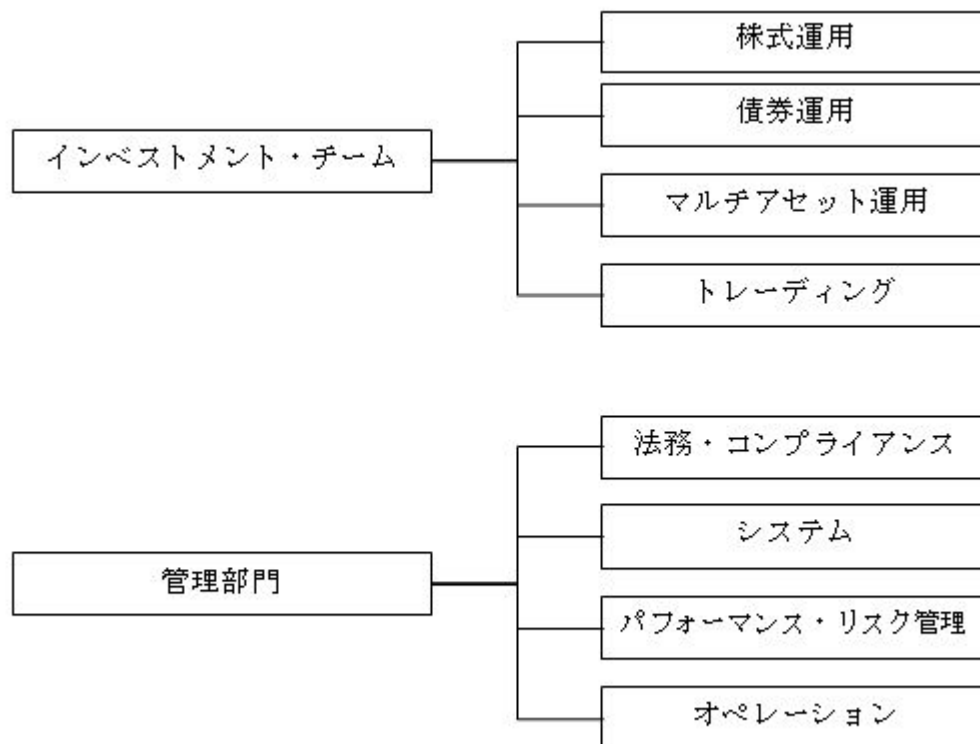 インベストメント・チーム
株式運用
債券運用
マルチアセット運用
トレーディング
管理部門
法務・コンプライアンス
システム
パフォーマンス・リスク管理
オペレーション